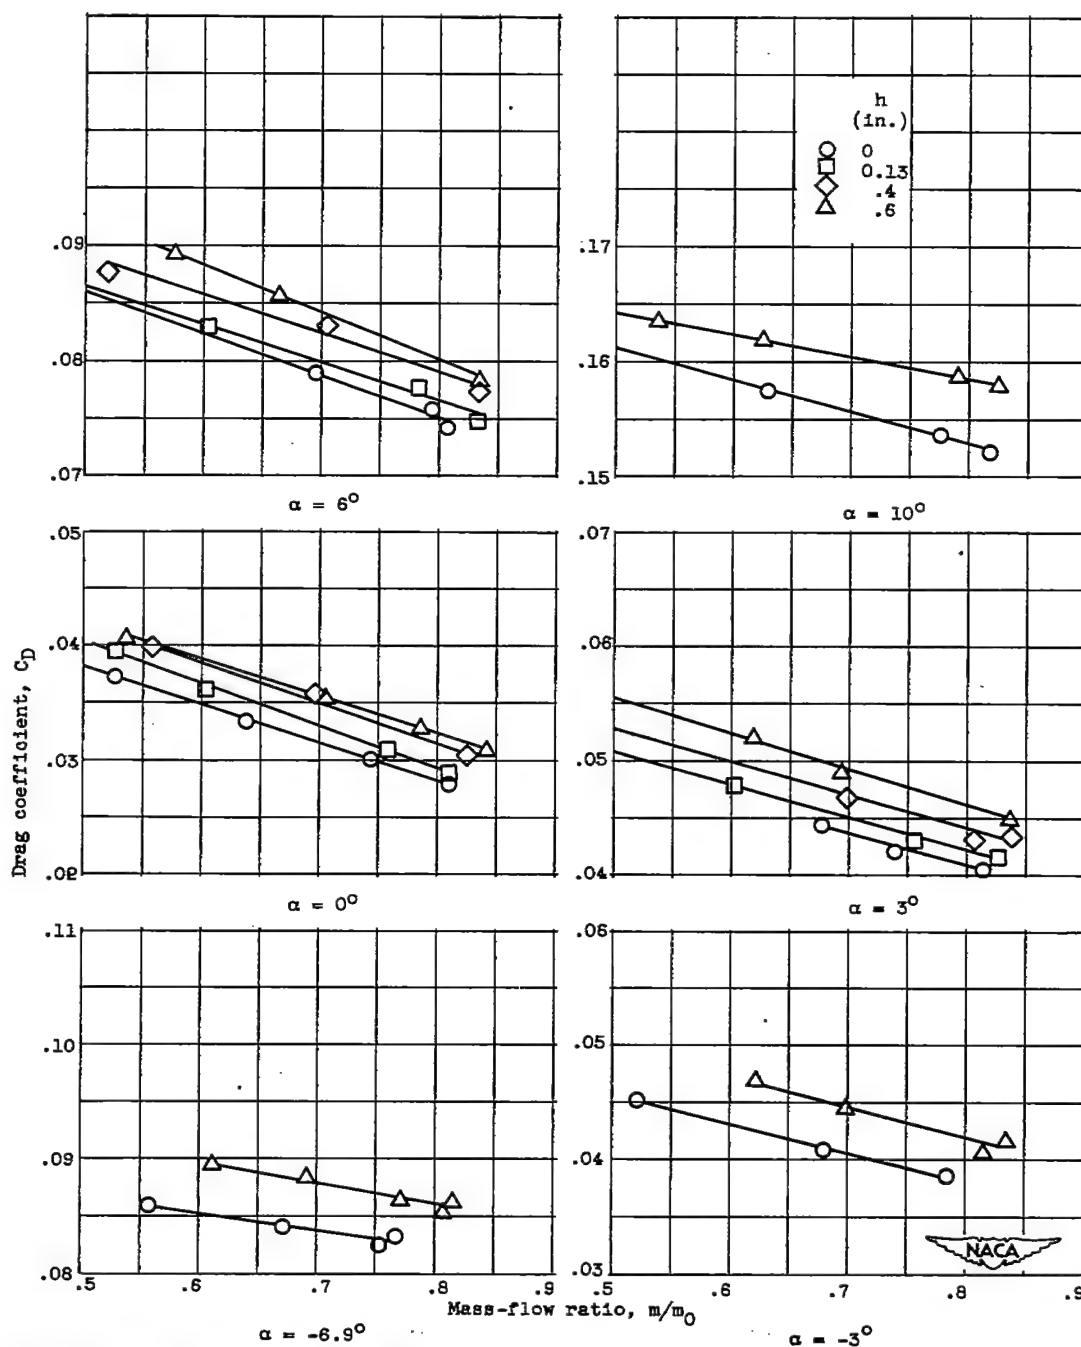 h
(in.)
0
0.13
.4
.6
.09
.08
.07
α = 6°
.17
.16
.15
α = 10°
Drag coefficient, C_D
.05
.04
.03
.02
α = 0°
.07
.06
.05
.04
α = 3°
.11
.10
.09
.08
.5 .6 .7 .8 .9
α = -6.9°
.06
.05
.04
.03
.5 .6 .7 .8 .9
NACA
Mass-flow ratio, m/m₀
α = -3°